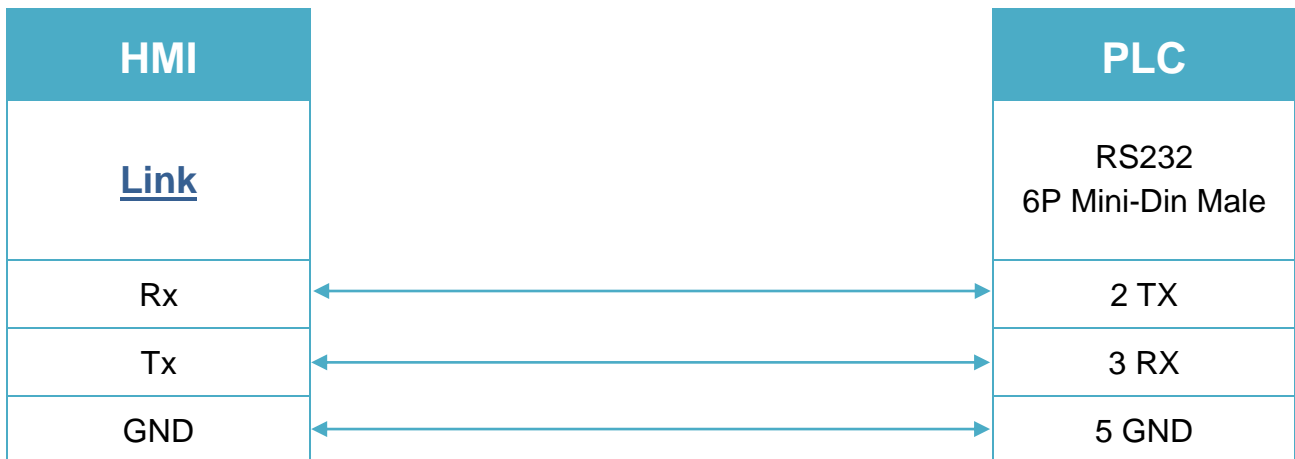 HMI
PLC
Link
RS232
6P Mini-Din Male
Rx
2 TX
Tx
3 RX
GND
5 GND